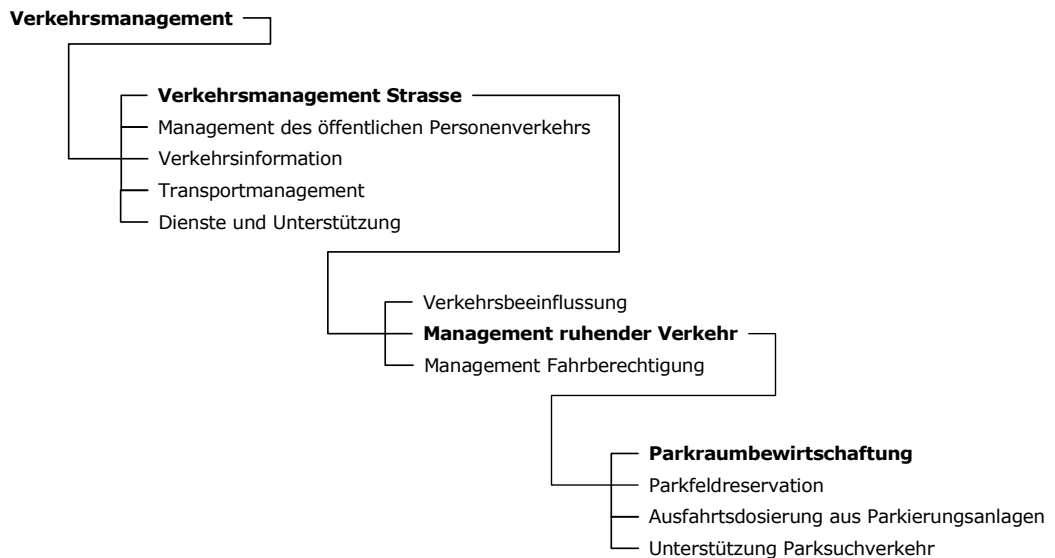 Verkehrsmanagement
Verkehrsmanagement Strasse
Management des öffentlichen Personenverkehrs
Verkehrsinformation
Transportmanagement
Dienste und Unterstützung
Verkehrsbeeinflussung
Management ruhender Verkehr
Management Fahrberechtigung
Parkraumbewirtschaftung
Parkfeldreservation
Ausfahrtsdosierung aus Parkierungsanlagen
Unterstützung Parksuchverkehr